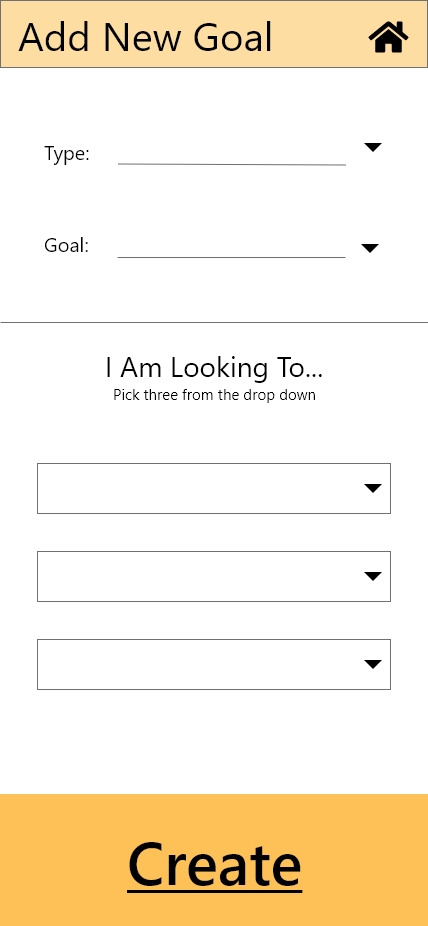 Add New Goal
Type:
Goal:
I Am Looking To...
Pick three from the drop down
Create